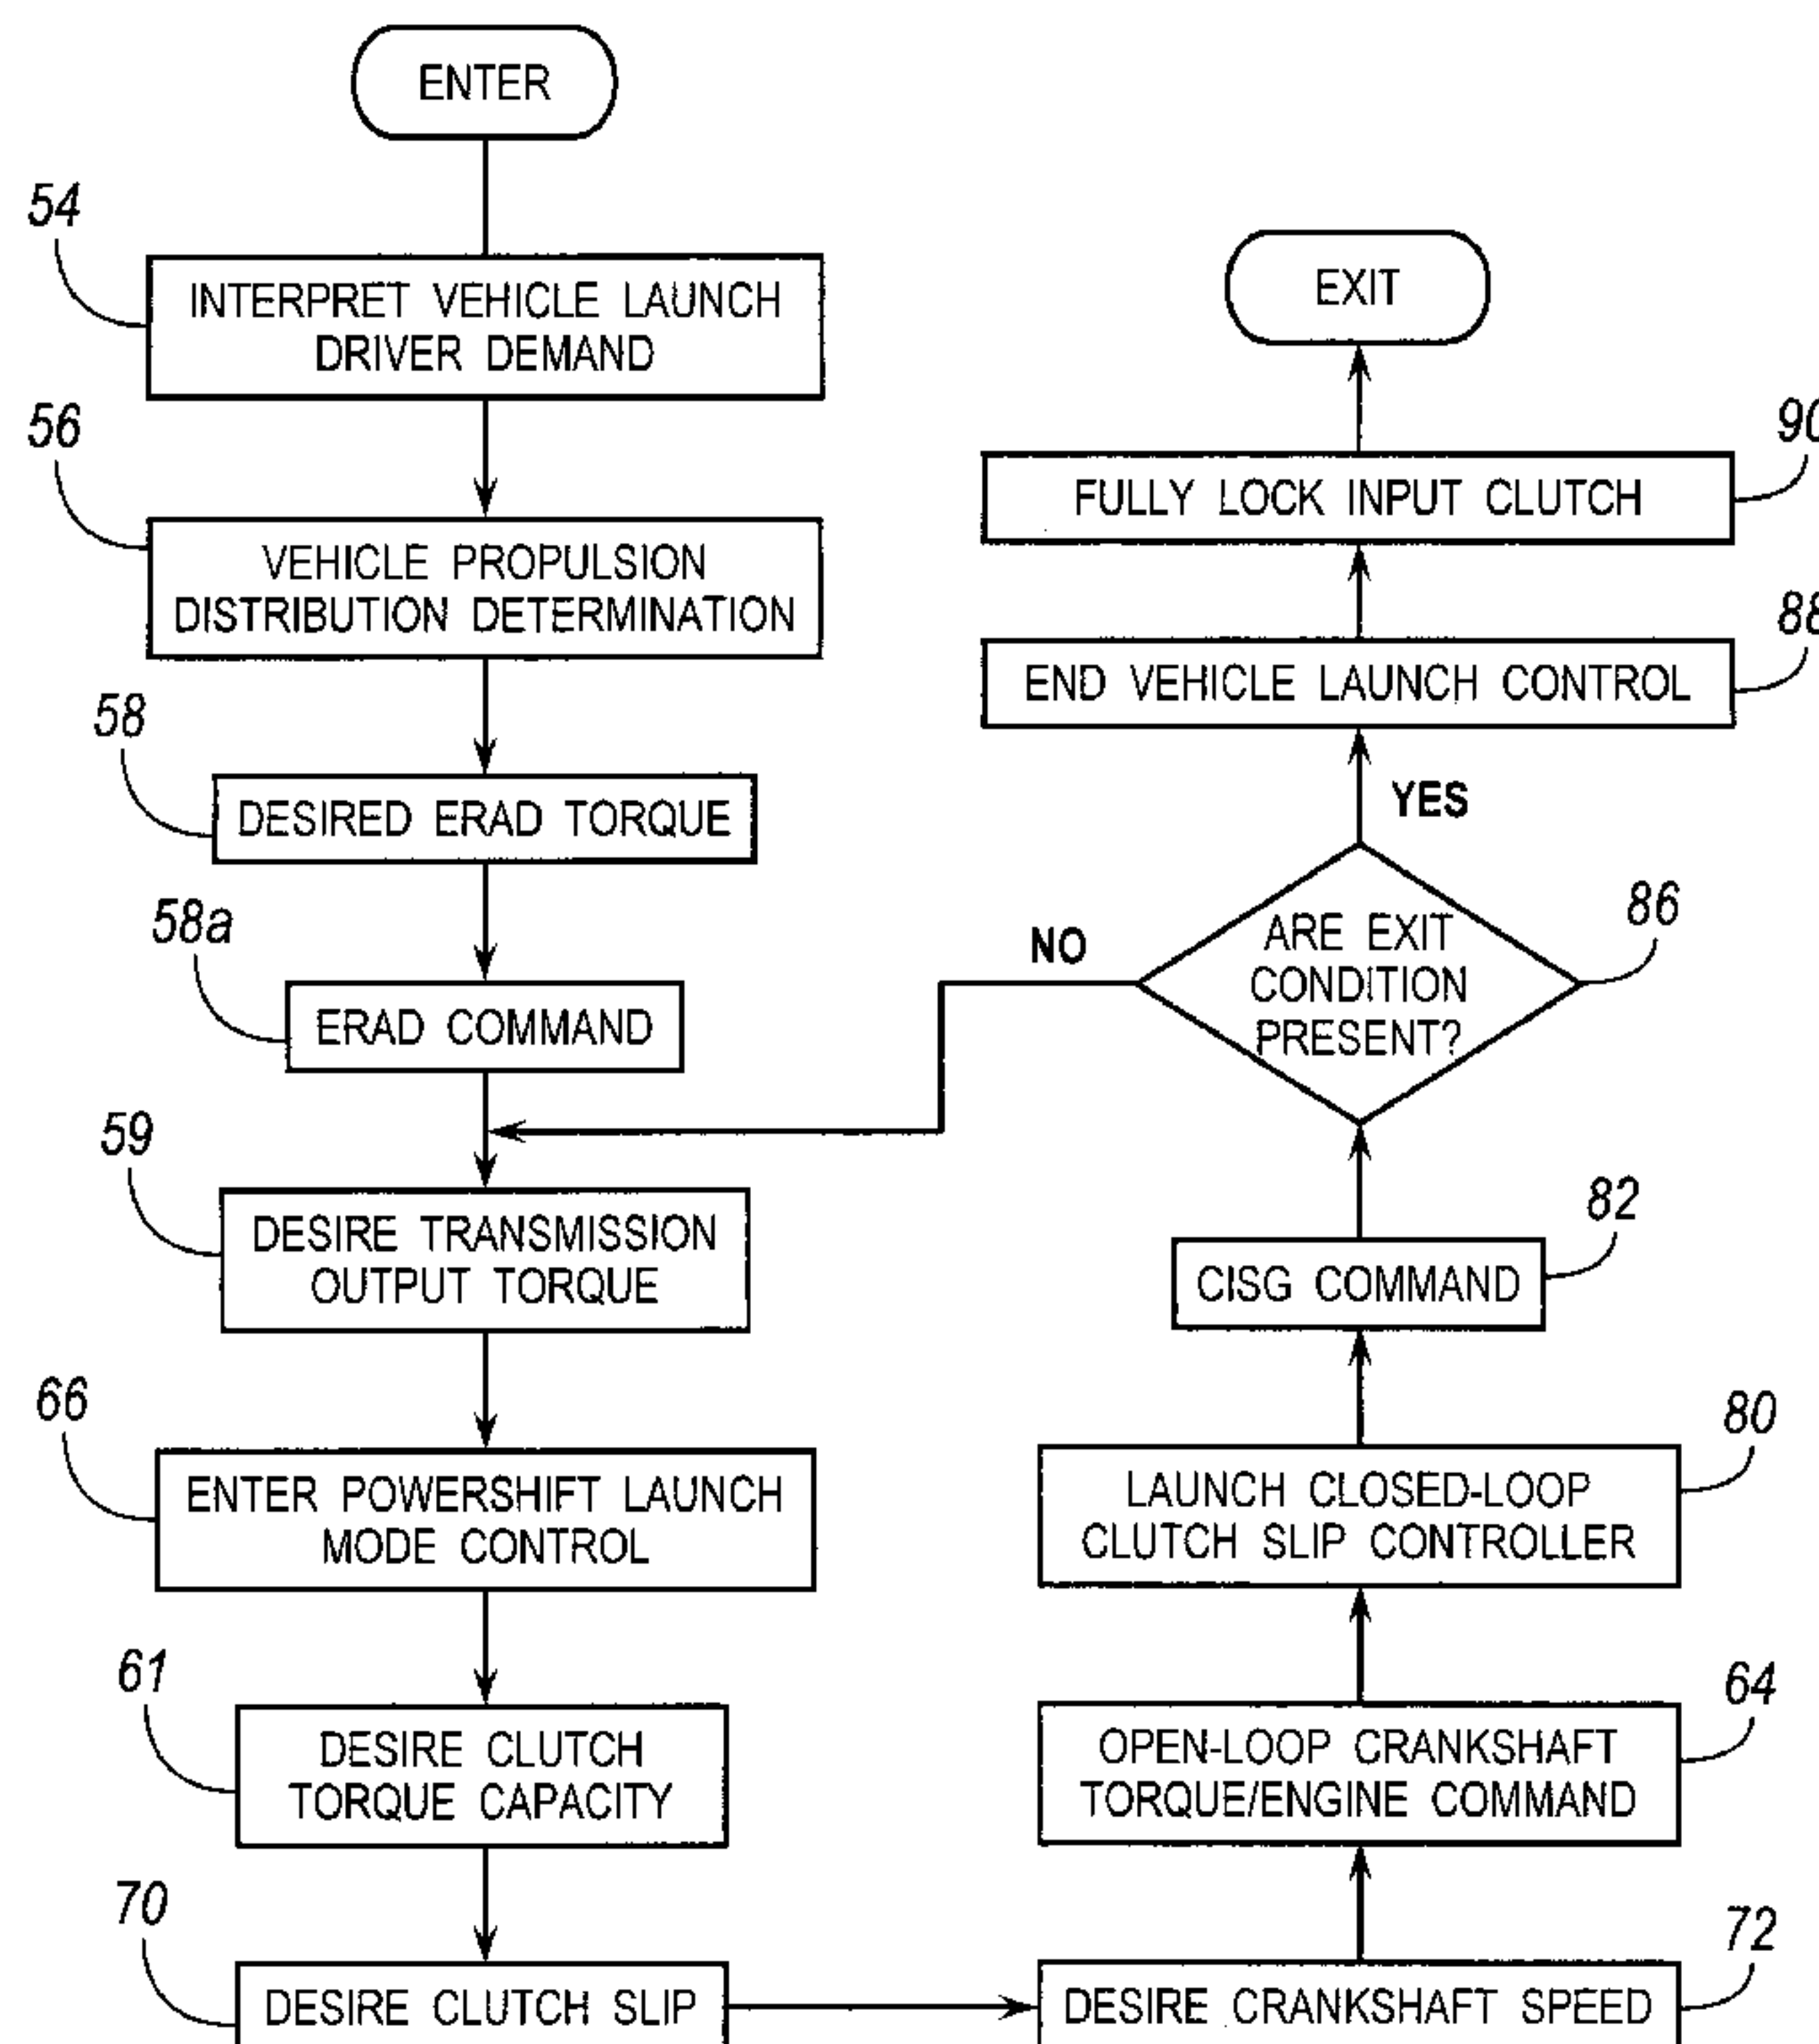 ENTER
54
INTERPRET VEHICLE LAUNCH
DRIVER DEMAND
56
VEHICLE PROPULSION
DISTRIBUTION DETERMINATION
58
DESIRED ERAD TORQUE
58a
ERAD COMMAND
59
DESIRE TRANSMISSION
OUTPUT TORQUE
66
ENTER POWERSHIFT LAUNCH
MODE CONTROL
61
DESIRE CLUTCH
TORQUE CAPACITY
70
DESIRE CLUTCH SLIP
DESIRE CRANKSHAFT SPEED
72
OPEN-LOOP CRANKSHAFT
TORQUE/ENGINE COMMAND
64
LAUNCH CLOSED-LOOP
CLUTCH SLIP CONTROLLER
80
CISG COMMAND
82
ARE EXIT
CONDITION
PRESENT?
86
NO
YES
END VEHICLE LAUNCH CONTROL
88
FULLY LOCK INPUT CLUTCH
90
EXIT